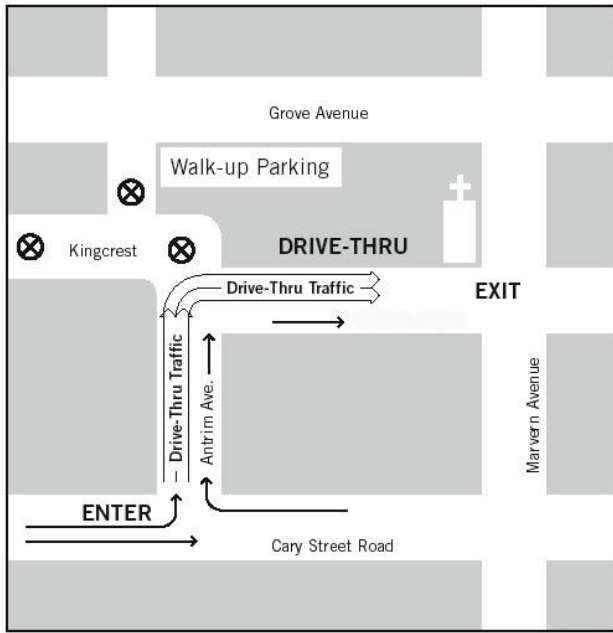 Grove Avenue
Walk-up Parking
Kingcrest
DRIVE-THRU
Drive-Thru Traffic
EXIT
Drive-Thru Traffic
Antrim Ave.
Marvern Avenue
ENTER
Cary Street Road